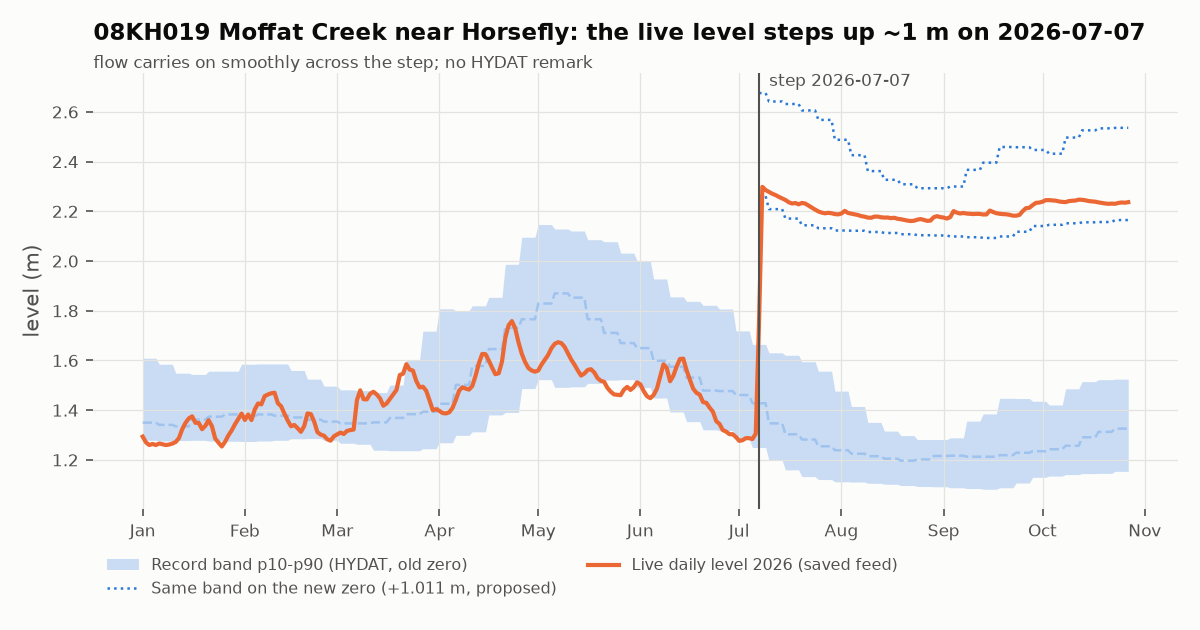 08KH019 Moffat Creek near Horsefly: the live level steps up ~1 m on 2026-07-07
flow carries on smoothly across the step; no HYDAT remark
step 2026-07-07
level (m)
2.6
2.4
2.2
2.0
1.8
1.6
1.4
1.2
Jan Feb Mar Apr May Jun Jul Aug Sep Oct Nov
Record band p10-p90 (HYDAT, old zero)
Same band on the new zero (+1.011 m, proposed)
Live daily level 2026 (saved feed)